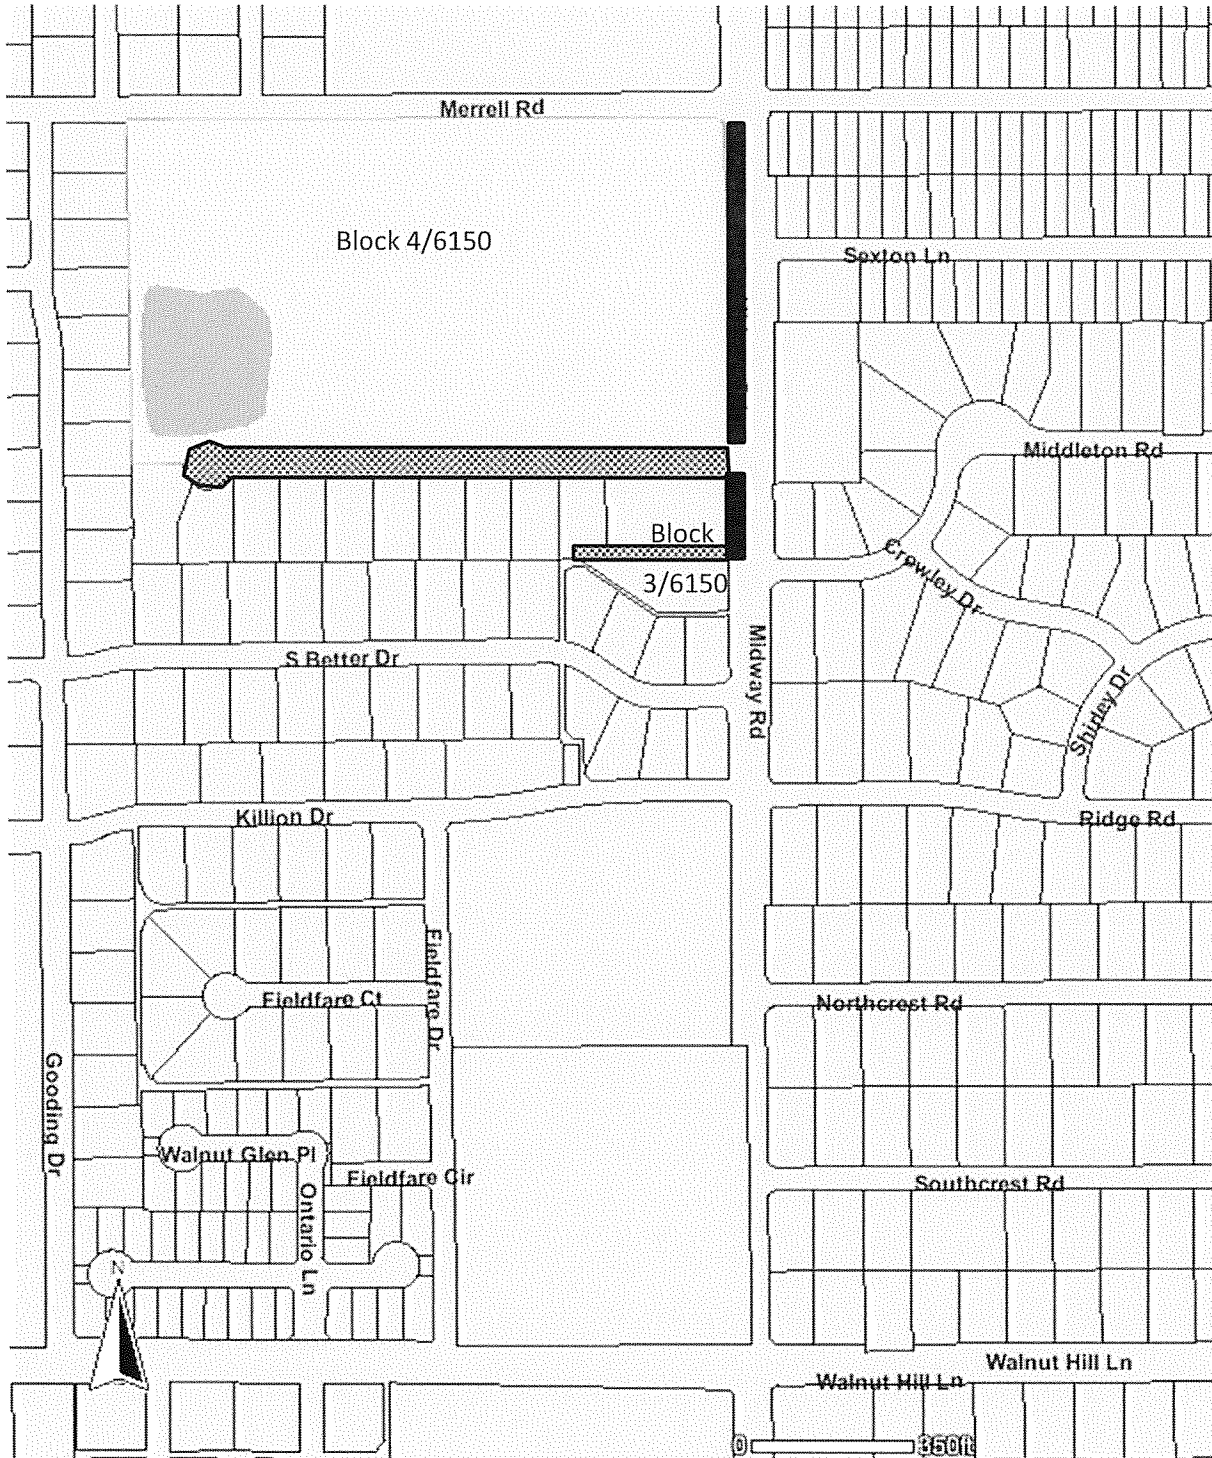 Merrell Rd
Block 4/6150
Sexton Ln
Middleton Rd
Block
3/6150
Crowley Dr
S Better Dr
Midway Rd
Shirley Dr
Killion Dr
Ridge Rd
Fieldfare Dr
Fieldfare Ct
Northcrest Rd
Gooding Dr
Walnut Glen Pl
Fieldfare Cir
Southcrest Rd
Ontario Ln
N
Walnut Hill Ln
Walnut Hill Ln
0 350ft